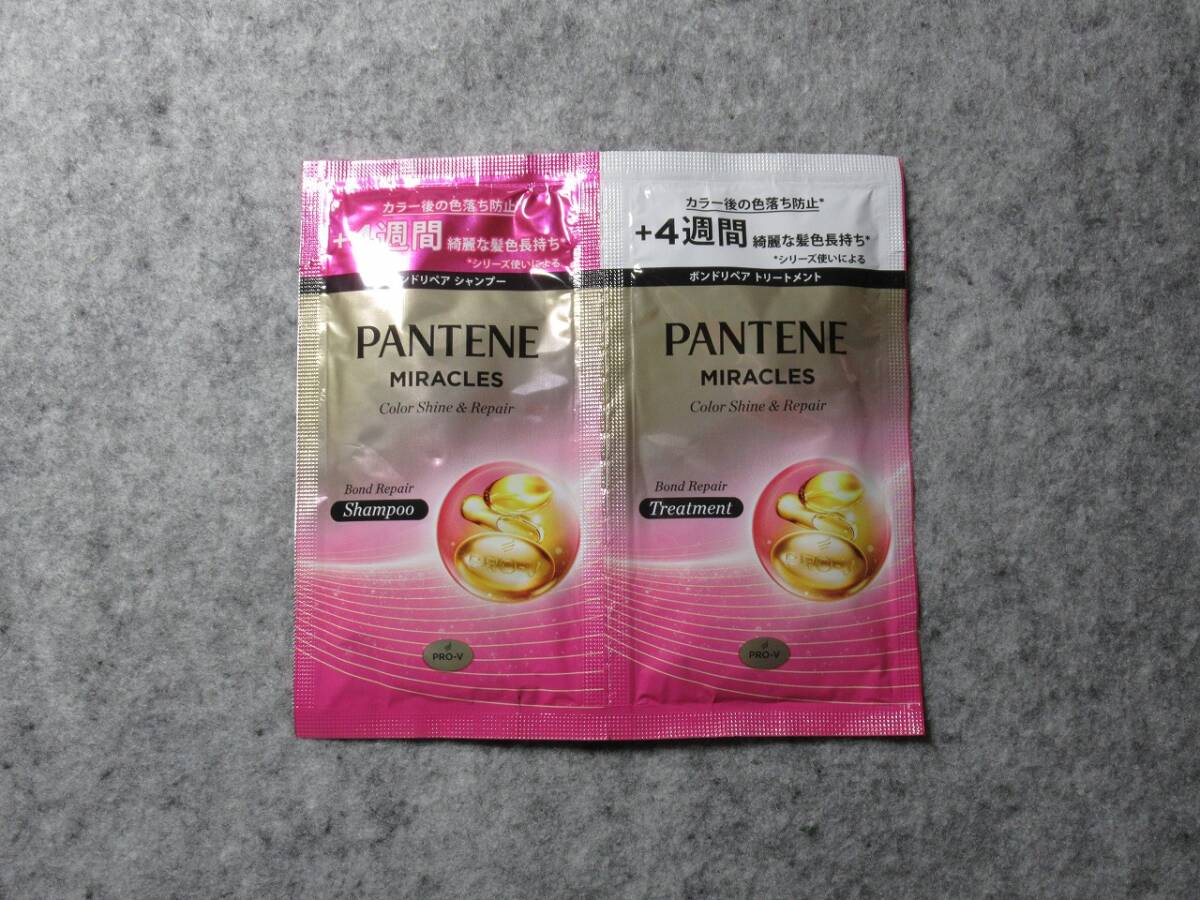 カラー後の色落ち防止*
+4週間 綺麗な髪色長持ち*
*シリーズ使いによる
ボンドリペア シャンプー
PANTENE
MIRACLES
Color Shine & Repair
Bond Repair
Shampoo
PRO-V
PRO-V
カラー後の色落ち防止*
+4週間 綺麗な髪色長持ち*
*シリーズ使いによる
ボンドリペア トリートメント
PANTENE
MIRACLES
Color Shine & Repair
Bond Repair
Treatment
PRO-V
PRO-V